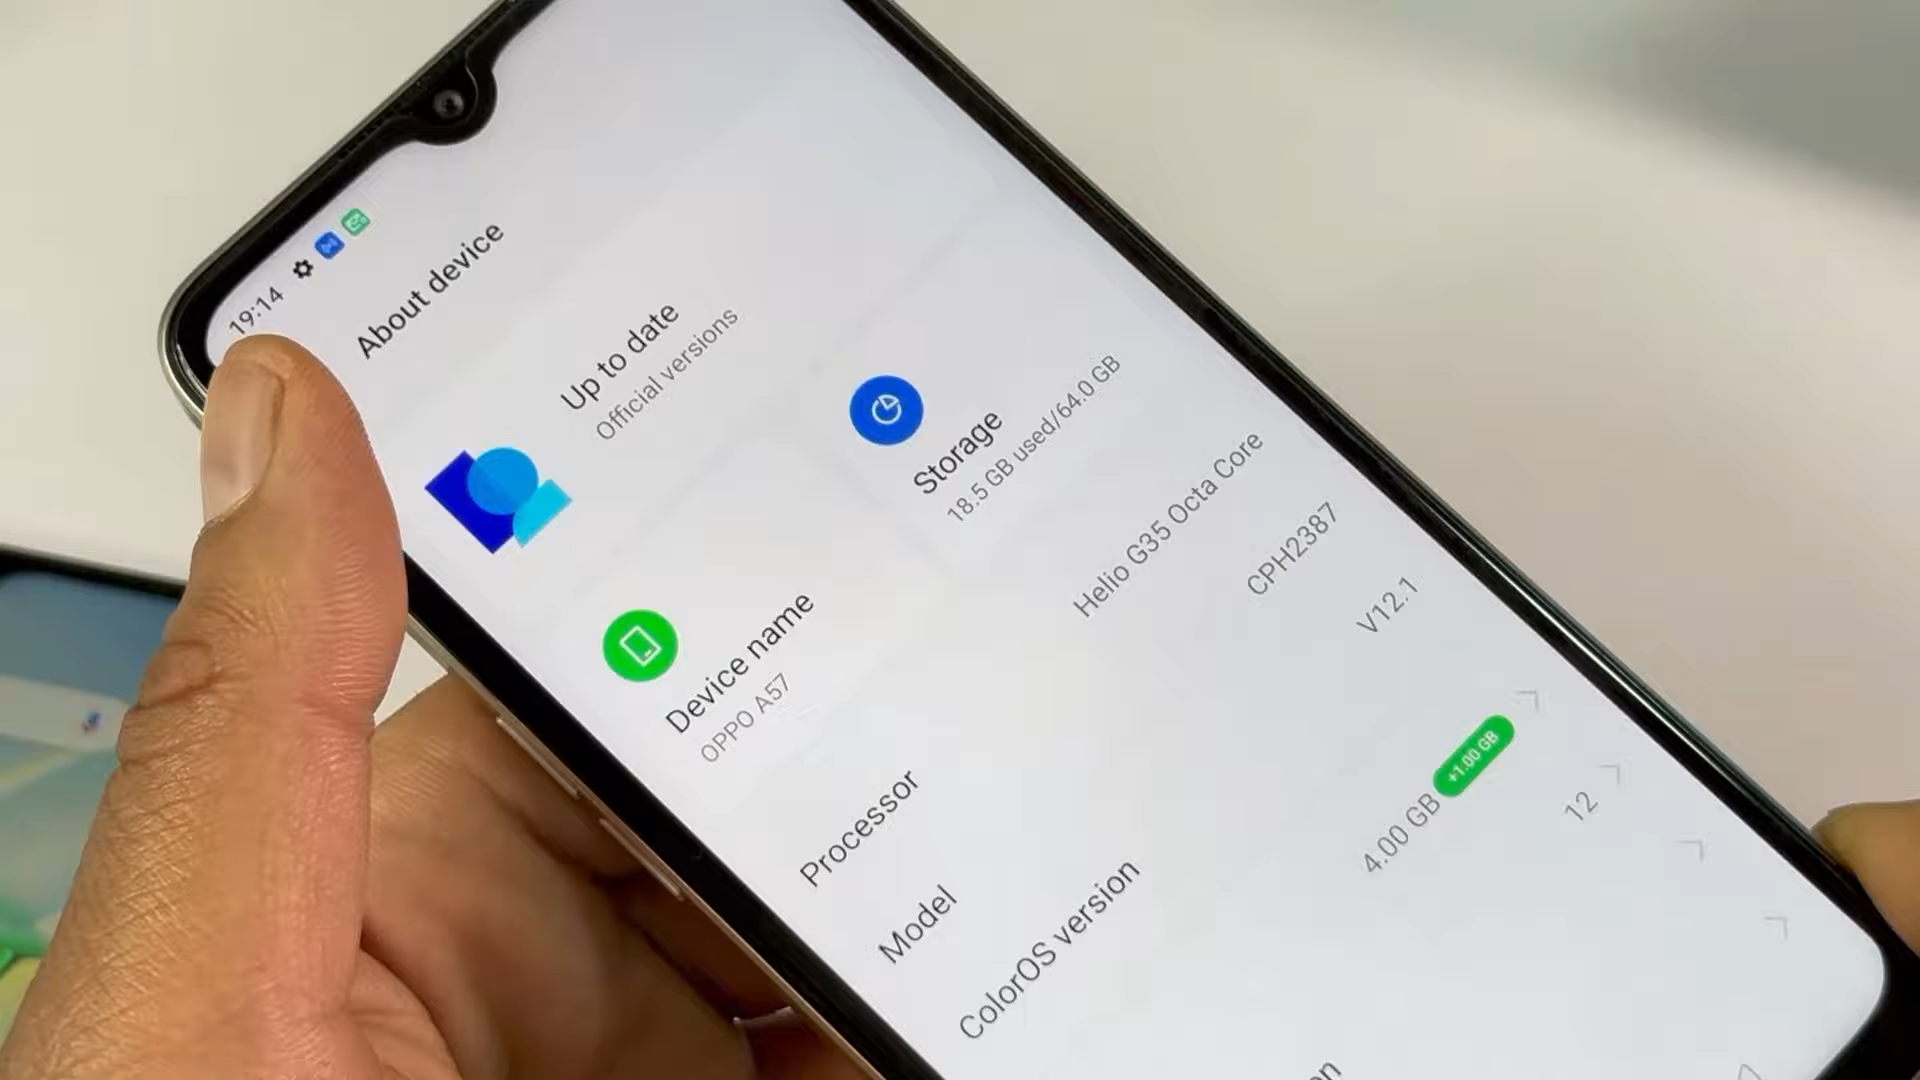 19:14
About device
Up to date
Official versions
Storage
18.5 GB used/64.0 GB
Device name
OPPO A57
Processor
Helio G35 Octa Core
Model
CPH2387
ColorOS version
V12.1
4.00 GB +1.00 GB
12